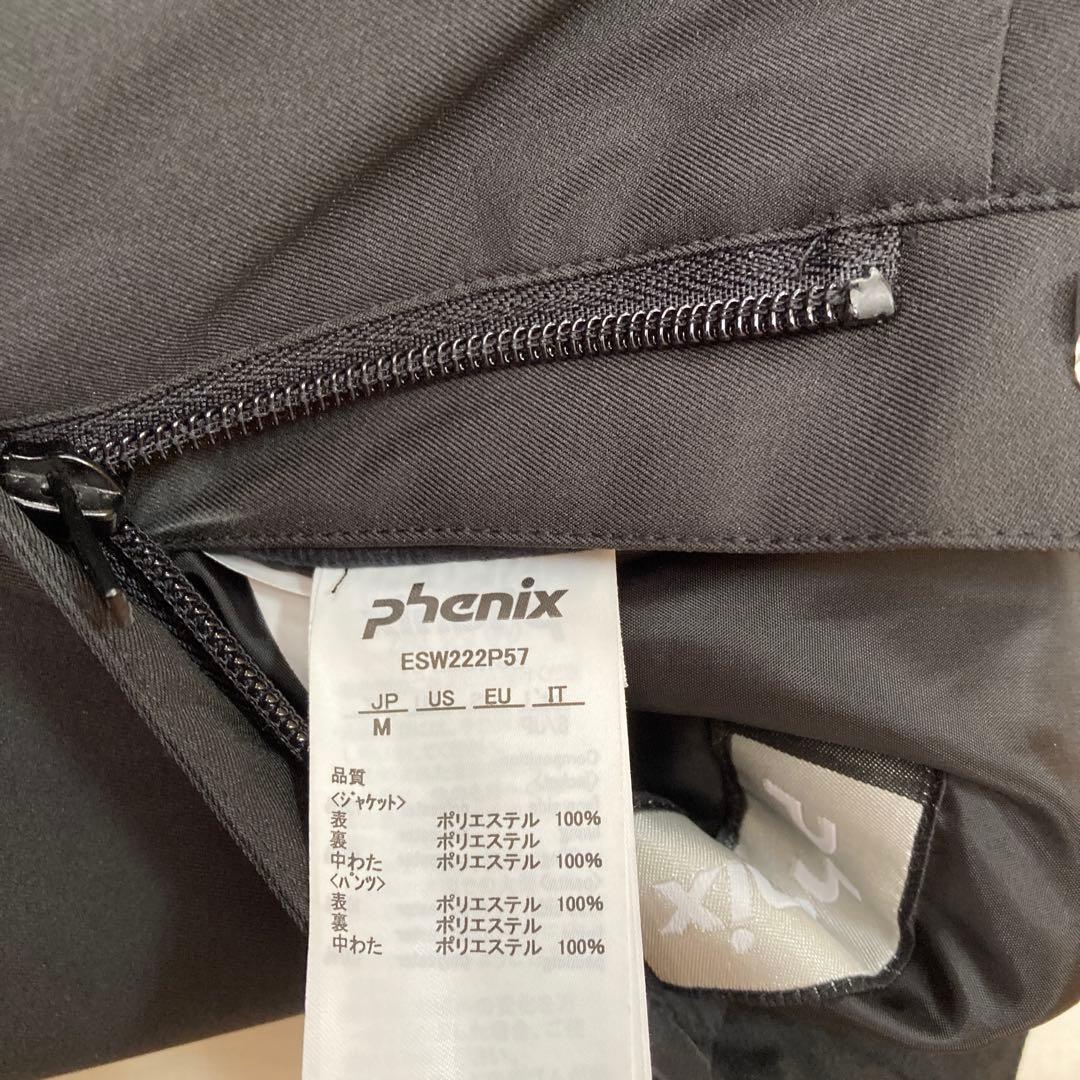 phenix
ESW222P57
JP US EU IT
M
品質
<ジャケット>
表 ポリエステル 100%
裏 ポリエステル
中わた ポリエステル 100%
<パンツ>
表 ポリエステル 100%
裏 ポリエステル
中わた ポリエステル 100%
phenix